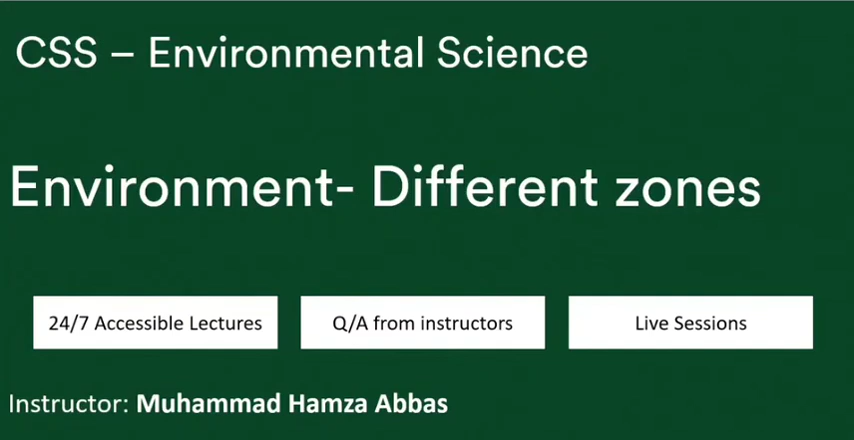 CSS – Environmental Science
Environment- Different zones
24/7 Accessible Lectures
Q/A from instructors
Live Sessions
Instructor: Muhammad Hamza Abbas